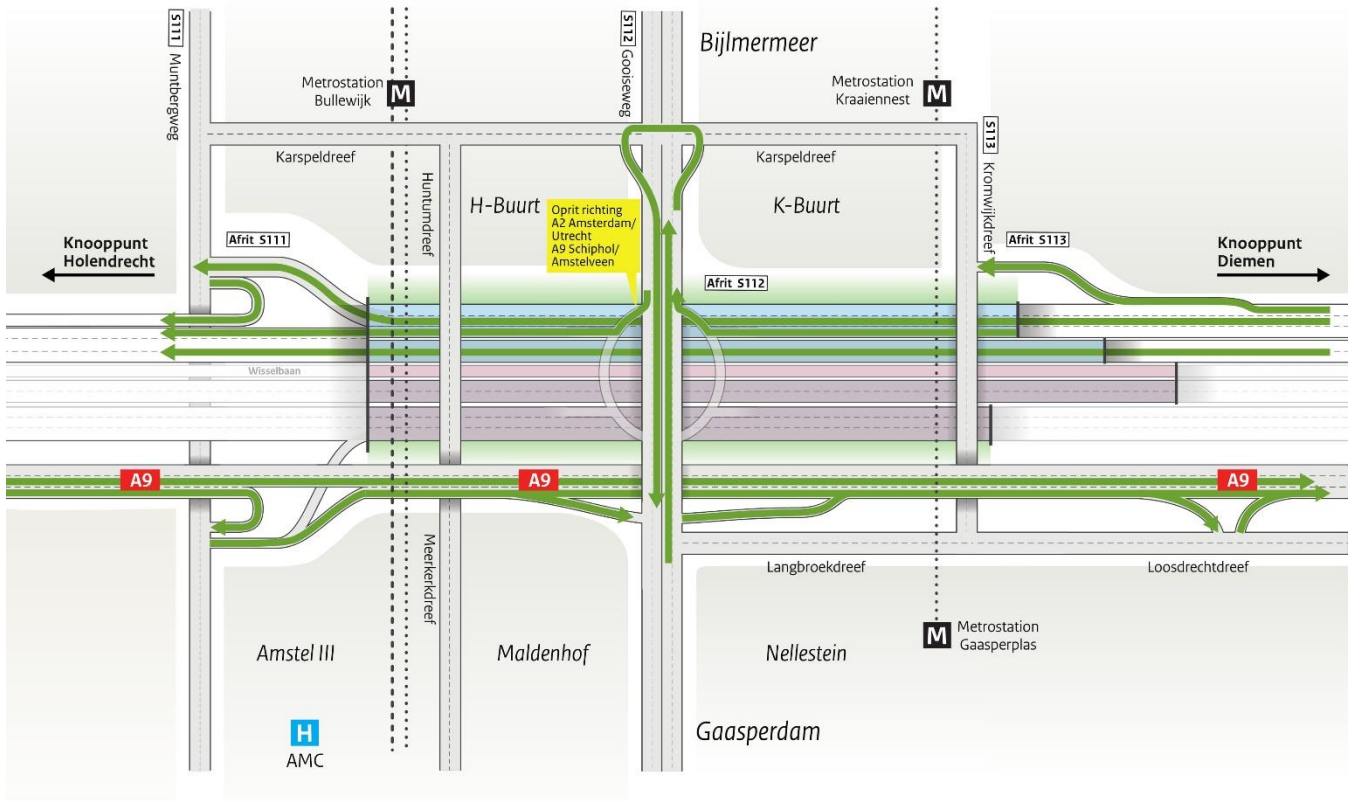 S111
Muntbergweg
S112
Gooiseweg
Bijlmermeer
Metrostation
Bullewijk
M
Metrostation
Kraaiennest
M
S113
Kromwijkdreef
Karspeldreef
Karspeldreef
Huntumdreef
H-Buurt
K-Buurt
Oprit richting
A2 Amsterdam/
Utrecht
A9 Schiphol/
Amstelveen
Afrit S111
Afrit S113
Knooppunt
Holendrecht
Knooppunt
Diemen
Afrit S112
Wisselbaan
A9
A9
A9
Meerkerkdreef
Langbroekdreef
Loosdrechtdreef
Amstel III
Maldenhof
Nellestein
M
Metrostation
Gaasperplas
H
AMC
Gaasperdam